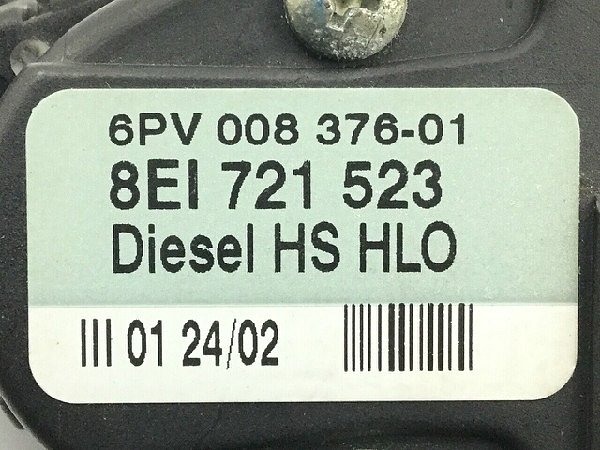 6PV 008 376-01
8EI 721 523
Diesel HS HLO
III 01 24/02